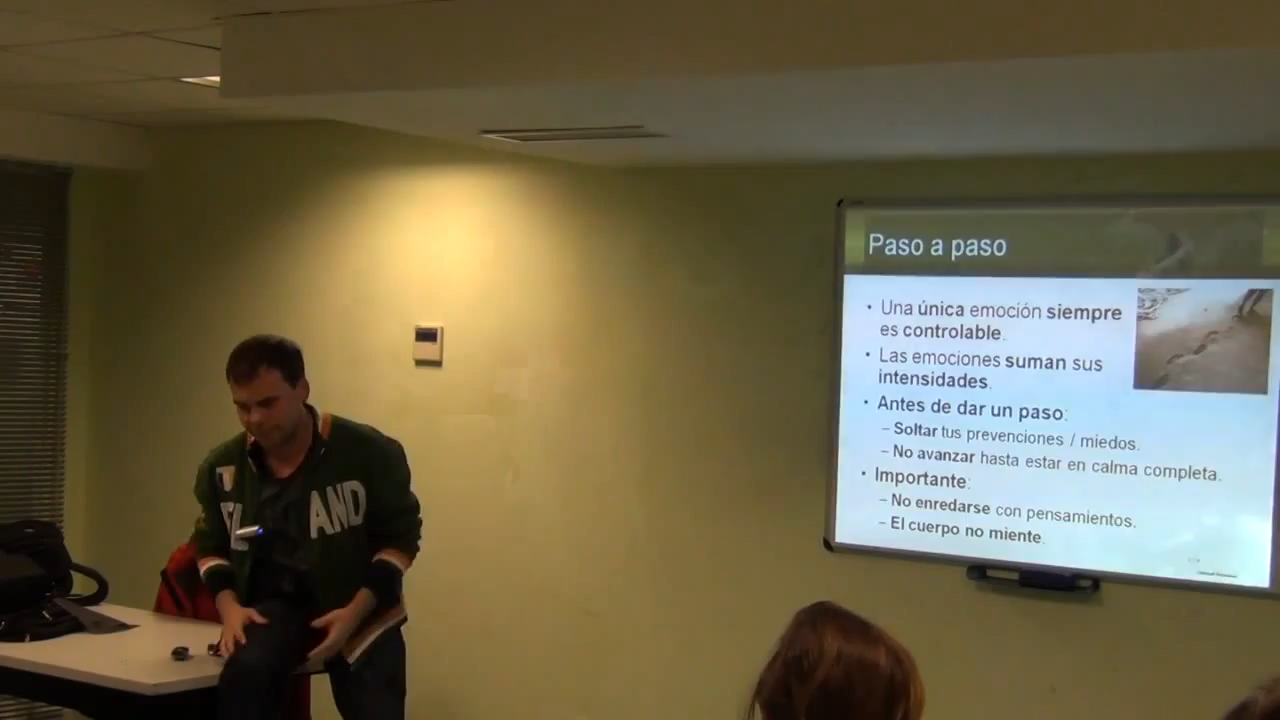 Paso a paso
• Una única emoción siempre
es controlable.
• Las emociones suman sus
intensidades.
• Antes de dar un paso:
– Soltar tus prevenciones / miedos.
– No avanzar hasta estar en calma completa.
• Importante:
– No enredarse con pensamientos.
– El cuerpo no miente.
AND